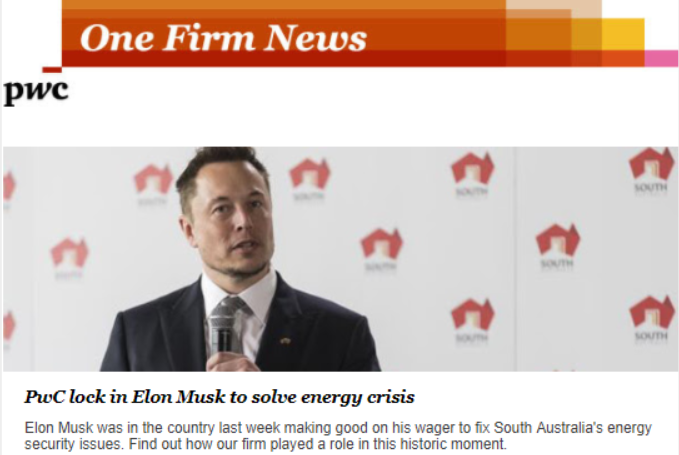 One Firm News
pwc
SOUTH
SOUTH
SOUTH
SOUTH
SOUTH
SOUTH
SOUTH
SOUTH
SOUTH
PwC lock in Elon Musk to solve energy crisis
Elon Musk was in the country last week making good on his wager to fix South Australia's energy
security issues. Find out how our firm played a role in this historic moment.